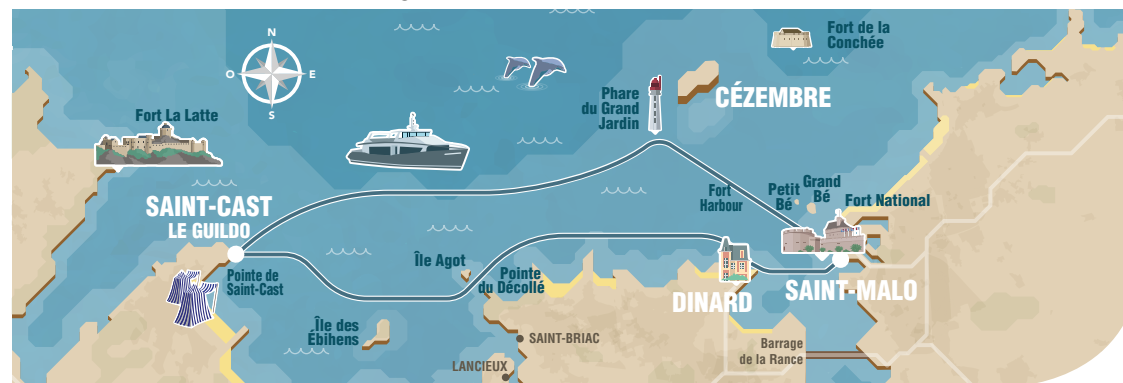 N
O
E
S
Fort de la
Conchée
Phare
du Grand
Jardin
CÉZEMBRE
Fort La Latte
SAINT-CAST
LE GUILDO
Fort
Harbour
Petit
Bé
Grand
Bé
Fort National
Pointe de
Saint-Cast
Île Agot
Pointe
du Décollé
DINARD
SAINT-MALO
Île des
Ébihens
SAINT-BRIAC
LANCIEUX
Barrage
de la Rance